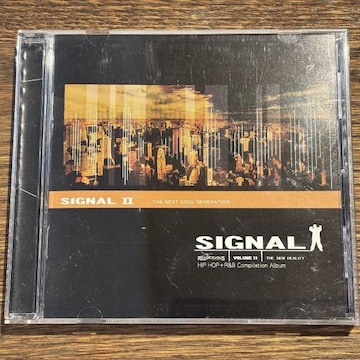 SIGNAL II THE NEXT SOUL GENERATION
SIGNAL
VOLUME II THE NEW REALITY
HIP HOP+R&B Compilation Album